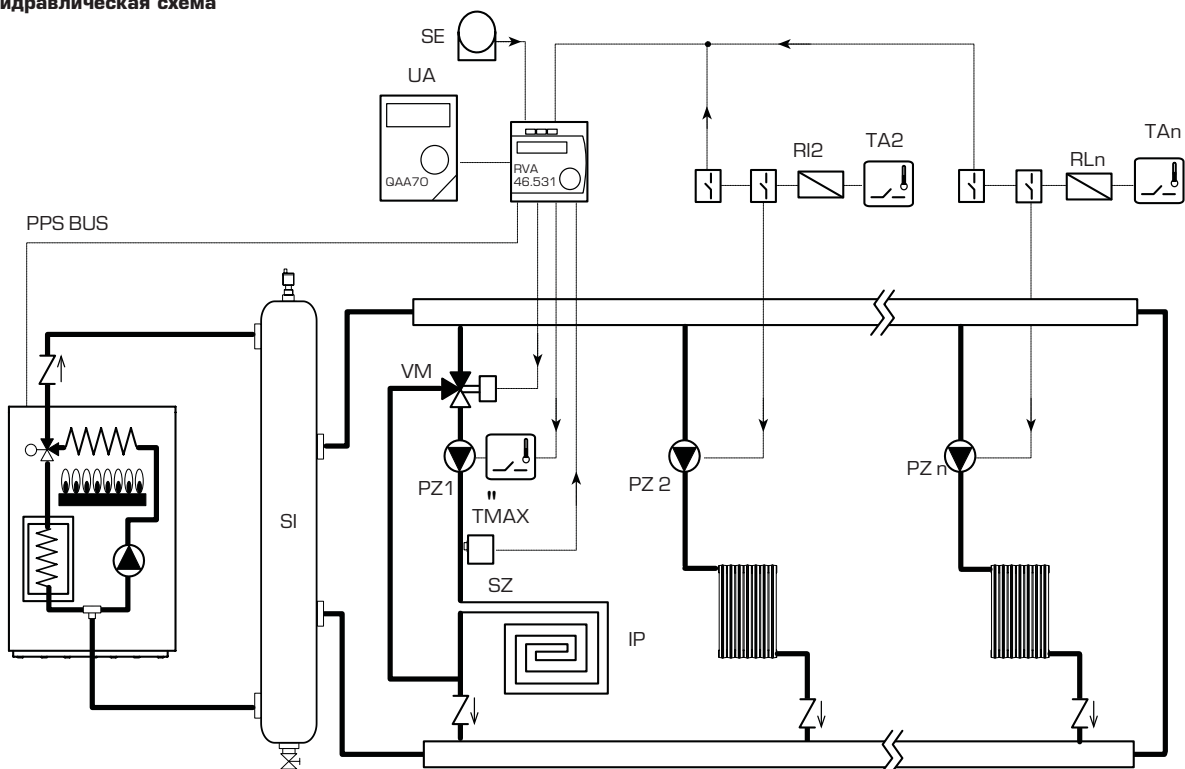 идравлическая схема
SE
UA
QAA70
RVA
46.531
RI2
TA2
RLn
TAn
PPS BUS
VM
PZ1
"
TMAX
PZ 2
PZ n
SI
SZ
IP